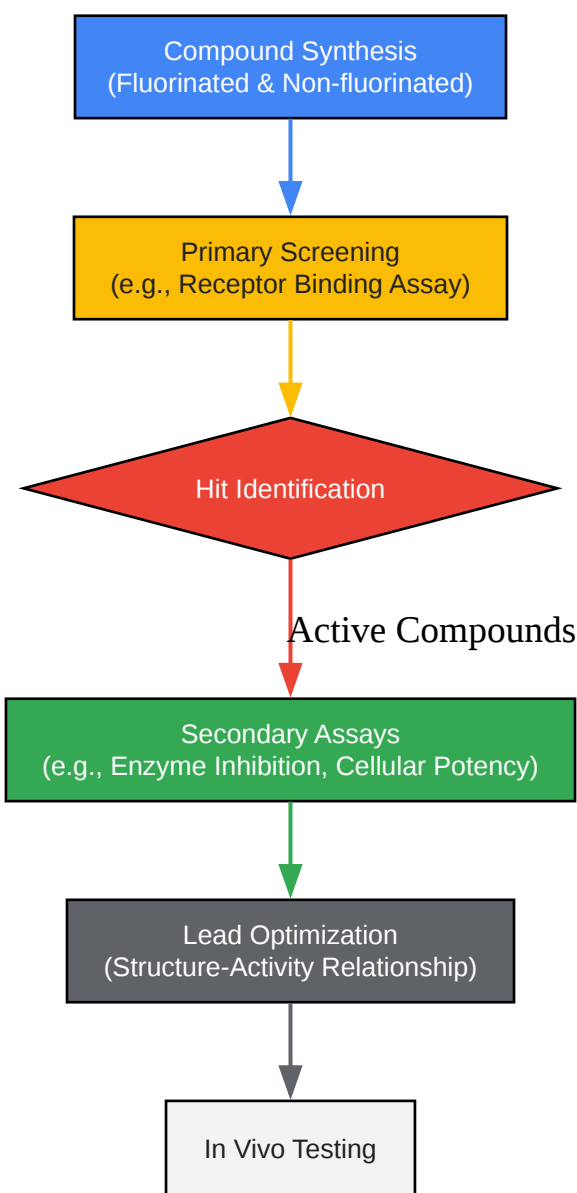 Compound Synthesis
(Fluorinated & Non-fluorinated)
Primary Screening
(e.g., Receptor Binding Assay)
Hit Identification
Active Compounds
Secondary Assays
(e.g., Enzyme Inhibition, Cellular Potency)
Lead Optimization
(Structure-Activity Relationship)
In Vivo Testing